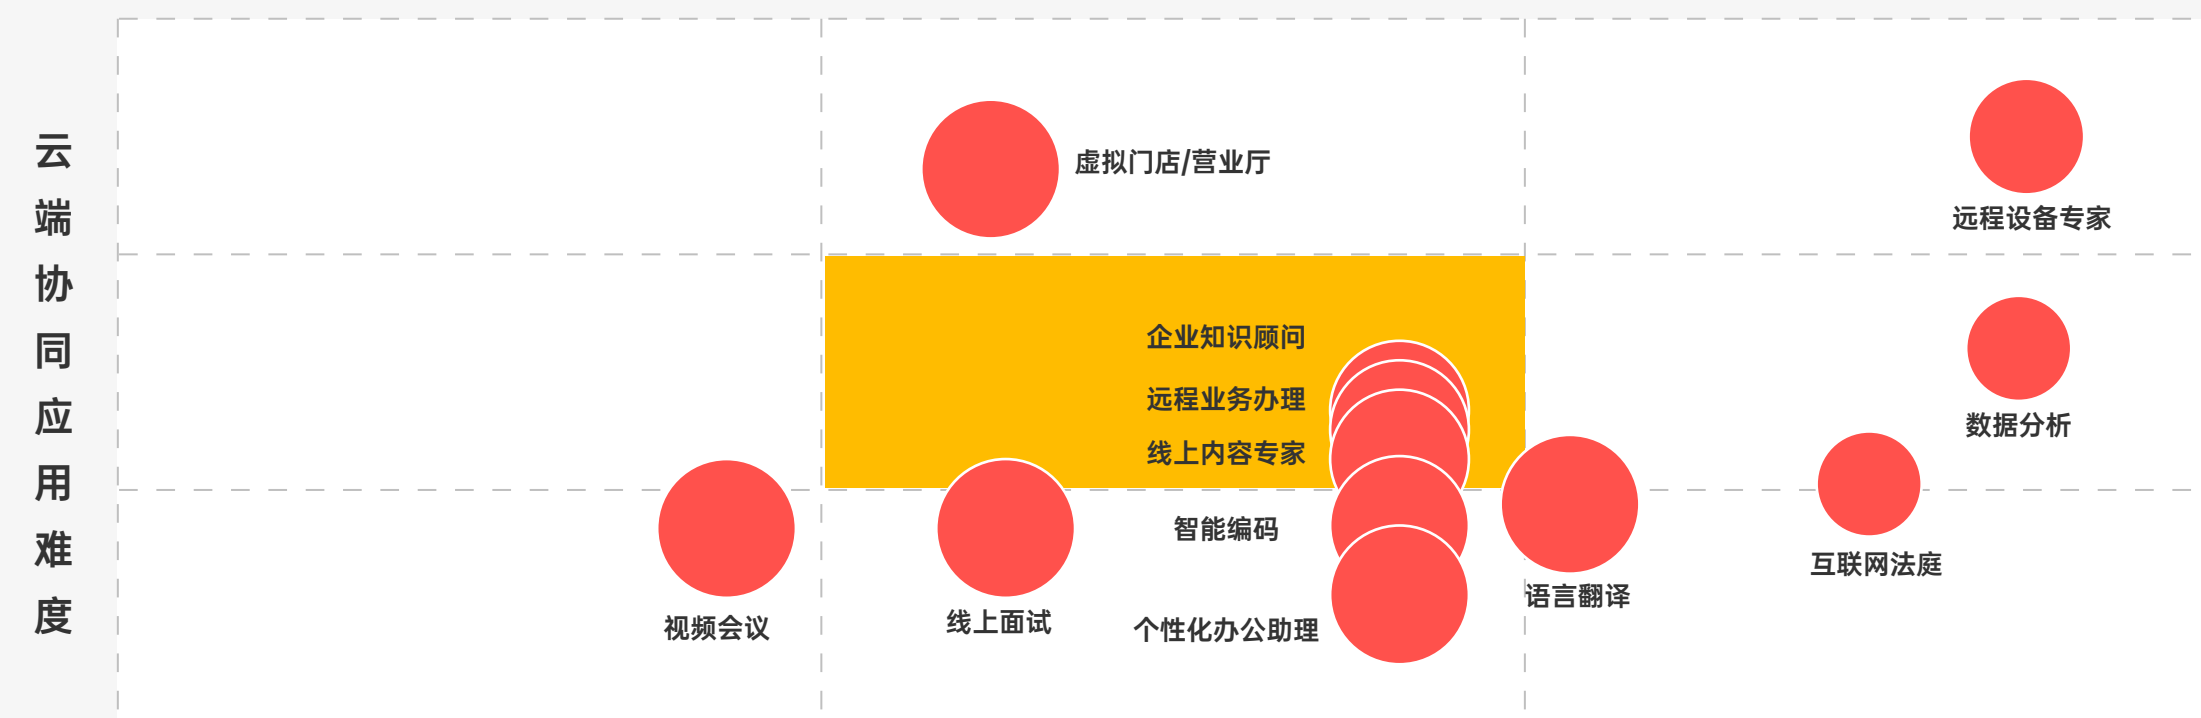 云端协同应用难度
虚拟门店/营业厅
远程设备专家
企业知识顾问
远程业务办理
线上内容专家
数据分析
智能编码
互联网法庭
语言翻译
视频会议
线上面试
个性化办公助理